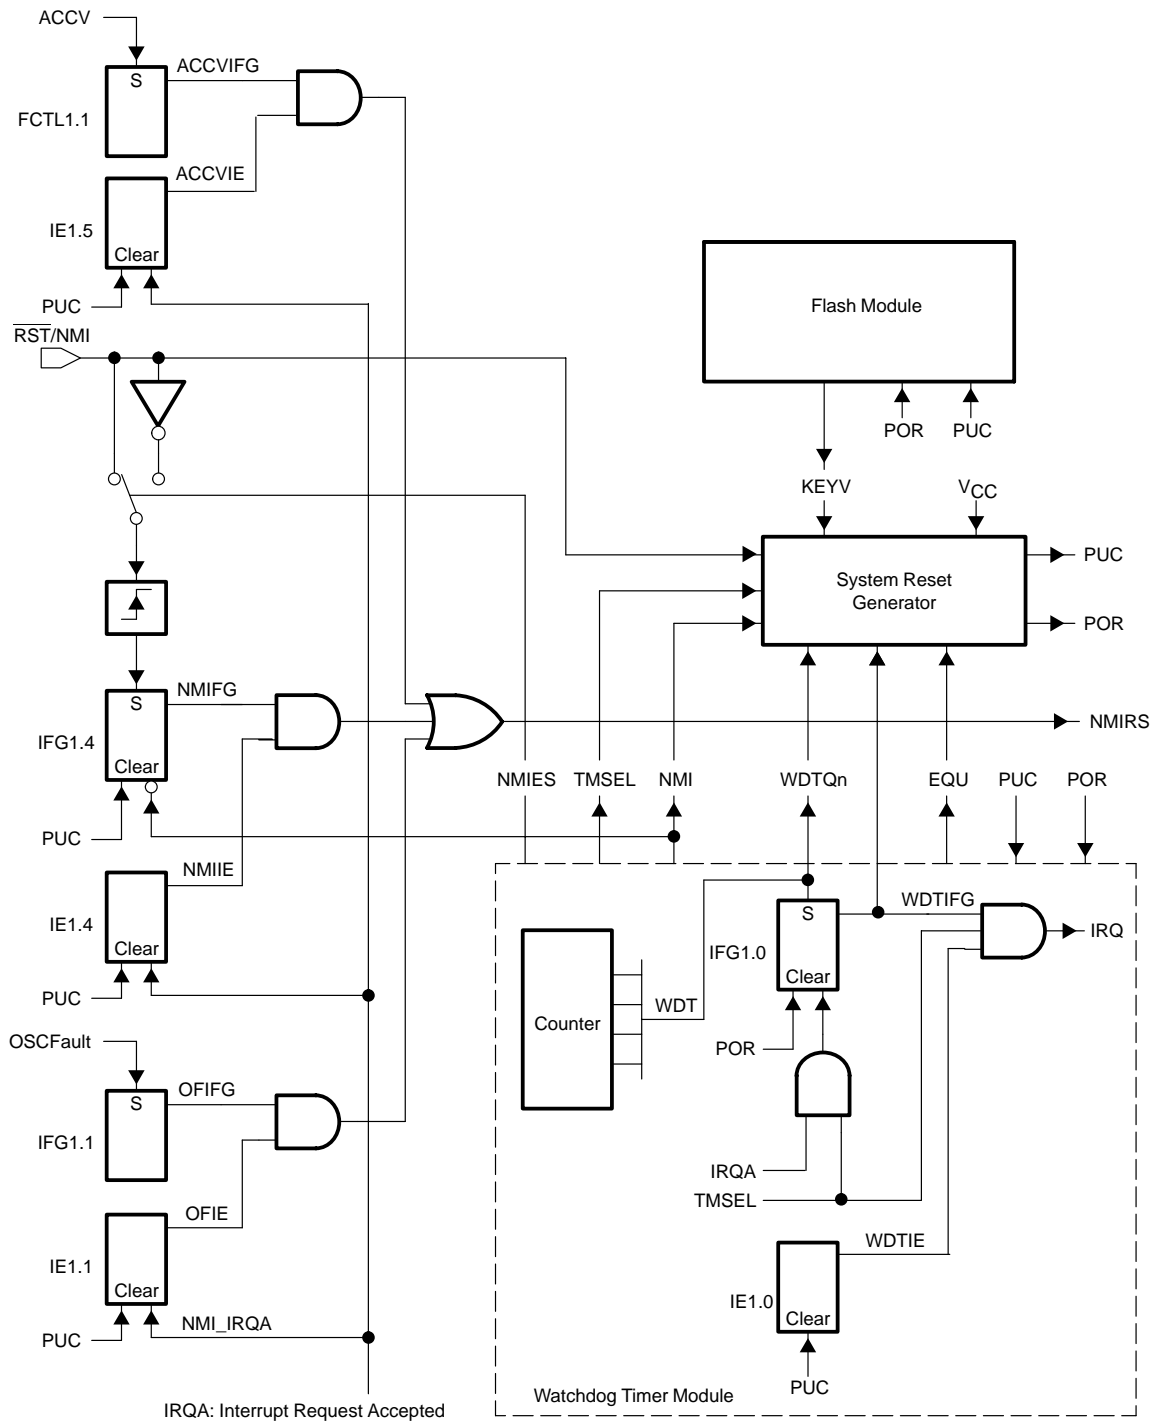 ACCV
S
ACCVIFG
FCTL1.1
ACCVIE
IE1.5
Clear
PUC
RST/NMI
Flash Module
POR
PUC
KEYV
VCC
System Reset
Generator
PUC
POR
S
NMIFG
IFG1.4
Clear
NMIRS
NMIES
TMSEL
NMI
WDTQn
EQU
PUC
POR
PUC
NMIIE
IE1.4
Clear
PUC
S
WDTIFG
IRQ
IFG1.0
Clear
WDT
Counter
POR
OSCFault
OFIFG
S
IFG1.1
IRQA
TMSEL
OFIE
IE1.1
Clear
WDTIE
IE1.0
Clear
NMI_IRQA
PUC
PUC
Watchdog Timer Module
IRQA: Interrupt Request Accepted